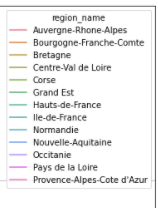 region_name
Auvergne-Rhone-Alpes
Bourgogne-Franche-Comte
Bretagne
Centre-Val de Loire
Corse
Grand Est
Hauts-de-France
Ile-de-France
Normandie
Nouvelle-Aquitaine
Occitanie
Pays de la Loire
Provence-Alpes-Cote d'Azur